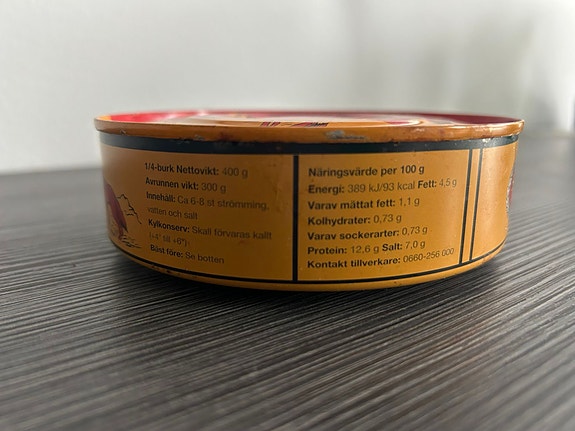 1/4-burk Nettovikt: 400 g
Avrunnen vikt: 300 g
Innehåll: Ca 6-8 st strömming,
vatten och salt
Kylkonserv: Skall förvaras kallt
(+4° till +6°).
Bäst före: Se botten
Näringsvärde per 100 g
Energi: 389 kJ/93 kcal Fett: 4,5 g
Varav mättat fett: 1,1 g
Kolhydrater: 0,73 g
Varav sockerarter: 0,73 g
Protein: 12,6 g Salt: 7,0 g
Kontakt tillverkare: 0660-256 000